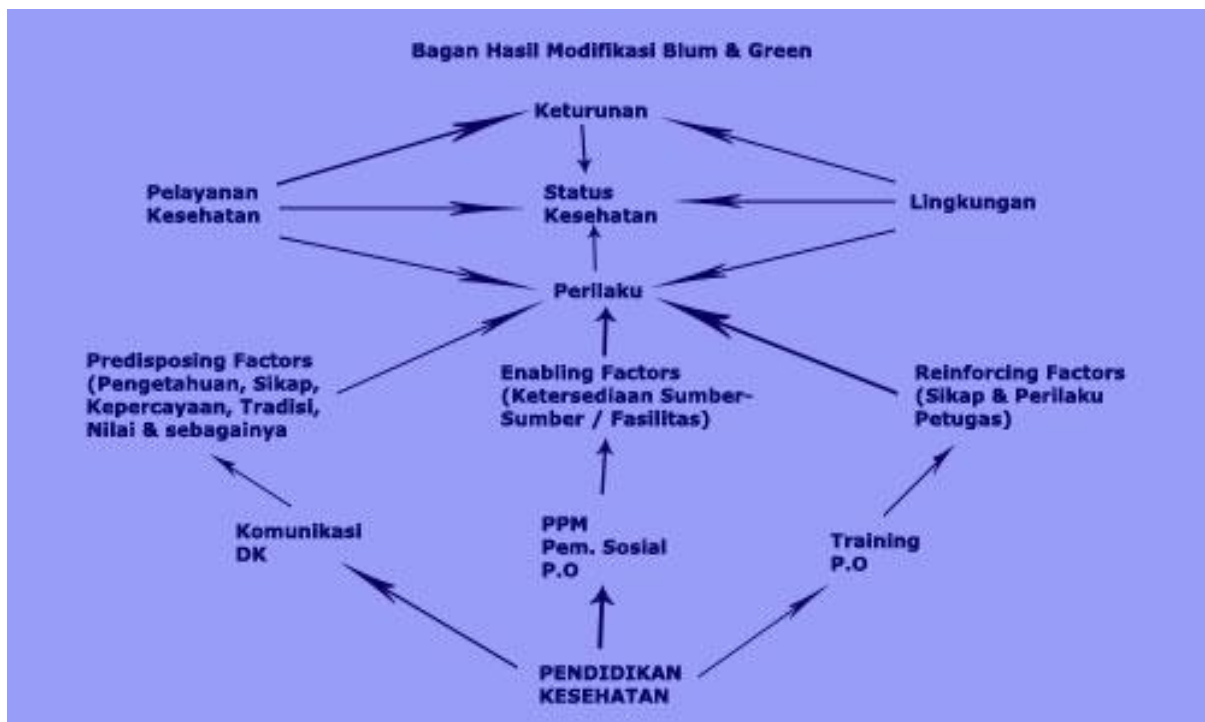 Bagan Hasil Modifikasi Blum & Green
Keturunan
Pelayanan
Kesehatan
Status
Kesehatan
Lingkungan
Perilaku
Predisposing Factors
(Pengetahuan, Sikap,
Kepercayaan, Tradisi,
Nilai & sebagainya
Enabling Factors
(Ketersediaan Sumber-
Sumber / Fasilitas)
Reinforcing Factors
(Sikap & Perilaku
Petugas)
Komunikasi
DK
PPM
Pem. Sosial
P.O
Training
P.O
PENDIDIKAN
KESEHATAN